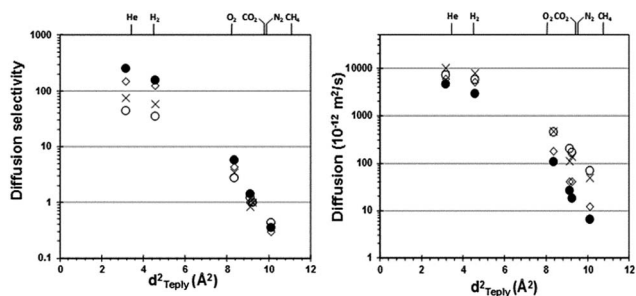 He H₂ O₂ CO₂ N₂ CH₄
1000
100
10
1
0.1
Diffusion selectivity
0 2 4 6 8 10 12
d²Teply (Å²)
He H₂ O₂ CO₂ N₂ CH₄
10000
1000
100
10
1
Diffusion (10⁻¹² m²/s)
0 2 4 6 8 10 12
d²Teply (Å²)